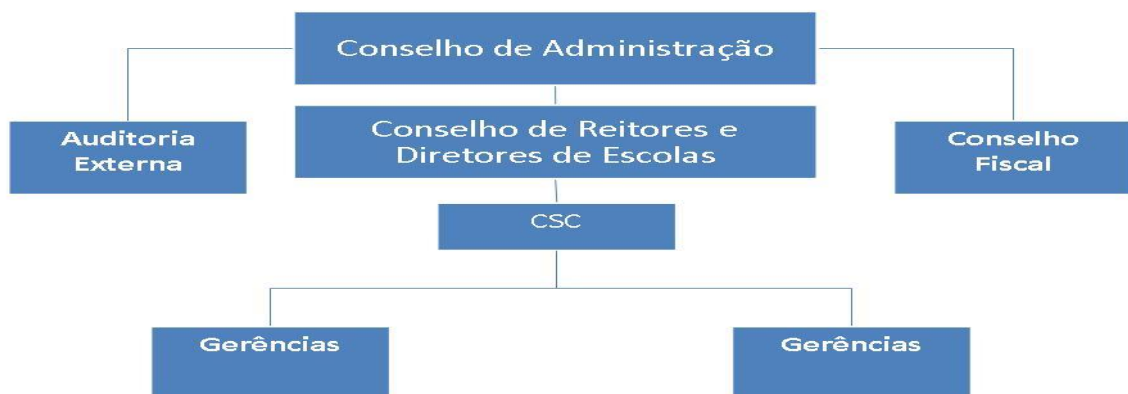 Conselho de Administração
Auditoria
Externa
Conselho de Reitores e
Diretores de Escolas
Conselho
Fiscal
CSC
Gerências
Gerências